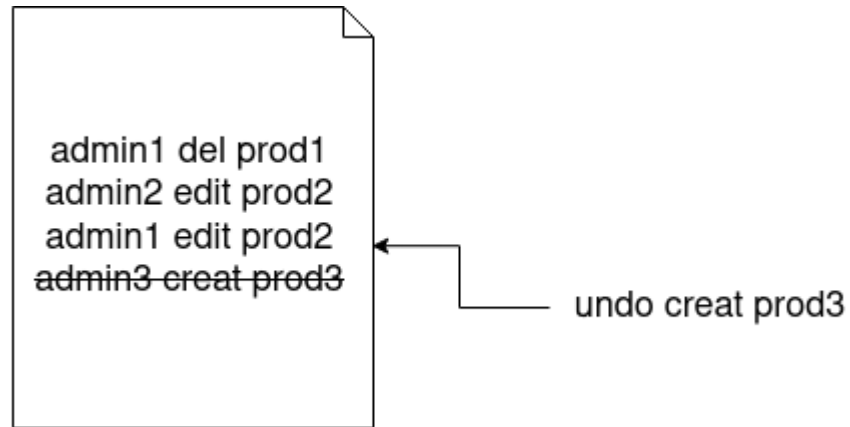 admin1 del prod1
admin2 edit prod2
admin1 edit prod2
admin3 creat prod3
undo creat prod3